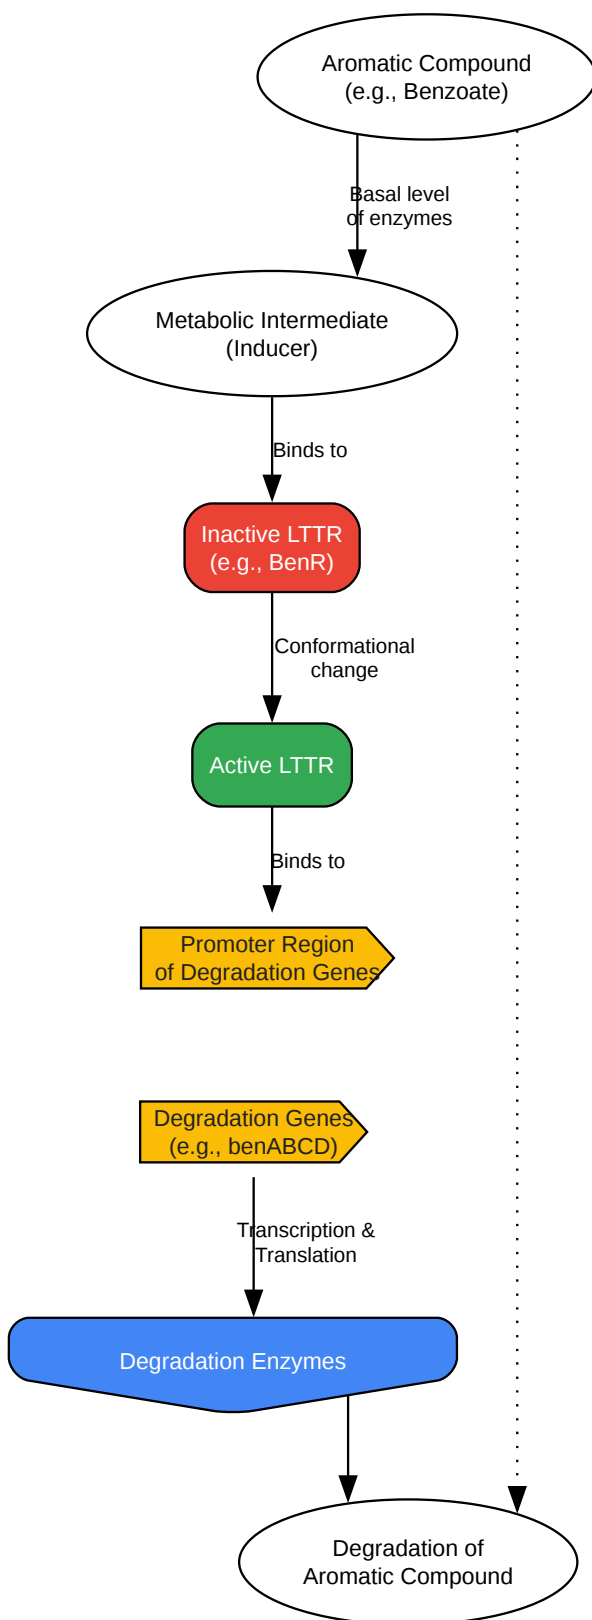 Aromatic Compound
(e.g., Benzoate)
Basal level
of enzymes
Metabolic Intermediate
(Inducer)
Binds to
Inactive LTTR
(e.g., BenR)
Conformational
change
Active LTTR
Binds to
Promoter Region
of Degradation Genes
Degradation Genes
(e.g., benABCD)
Transcription &
Translation
Degradation Enzymes
Degradation of
Aromatic Compound